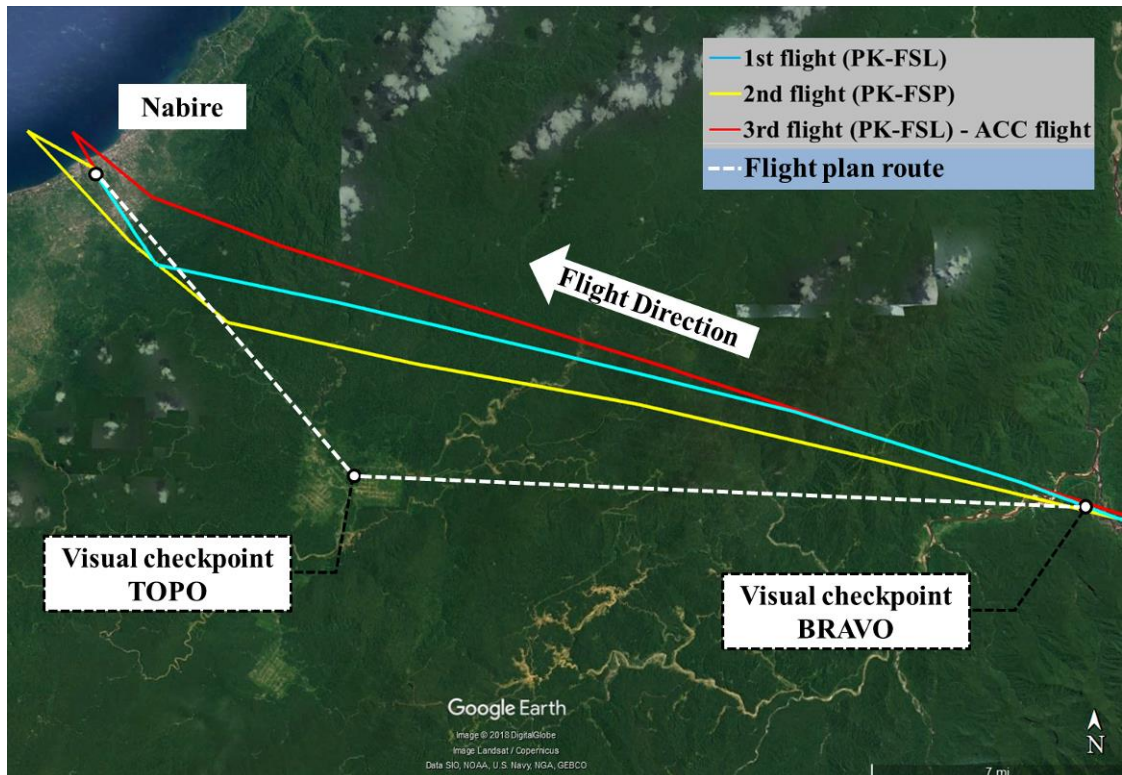 Nabire
1st flight (PK-FSL)
2nd flight (PK-FSP)
3rd flight (PK-FSL) - ACC flight
Flight plan route
Flight Direction
Visual checkpoint
TOPO
Visual checkpoint
BRAVO
Google Earth
Image © 2018 DigitalGlobe
Image Landsat / Copernicus
Data SIO, NOAA, U.S. Navy, NGA, GEBCO
N
7 mi